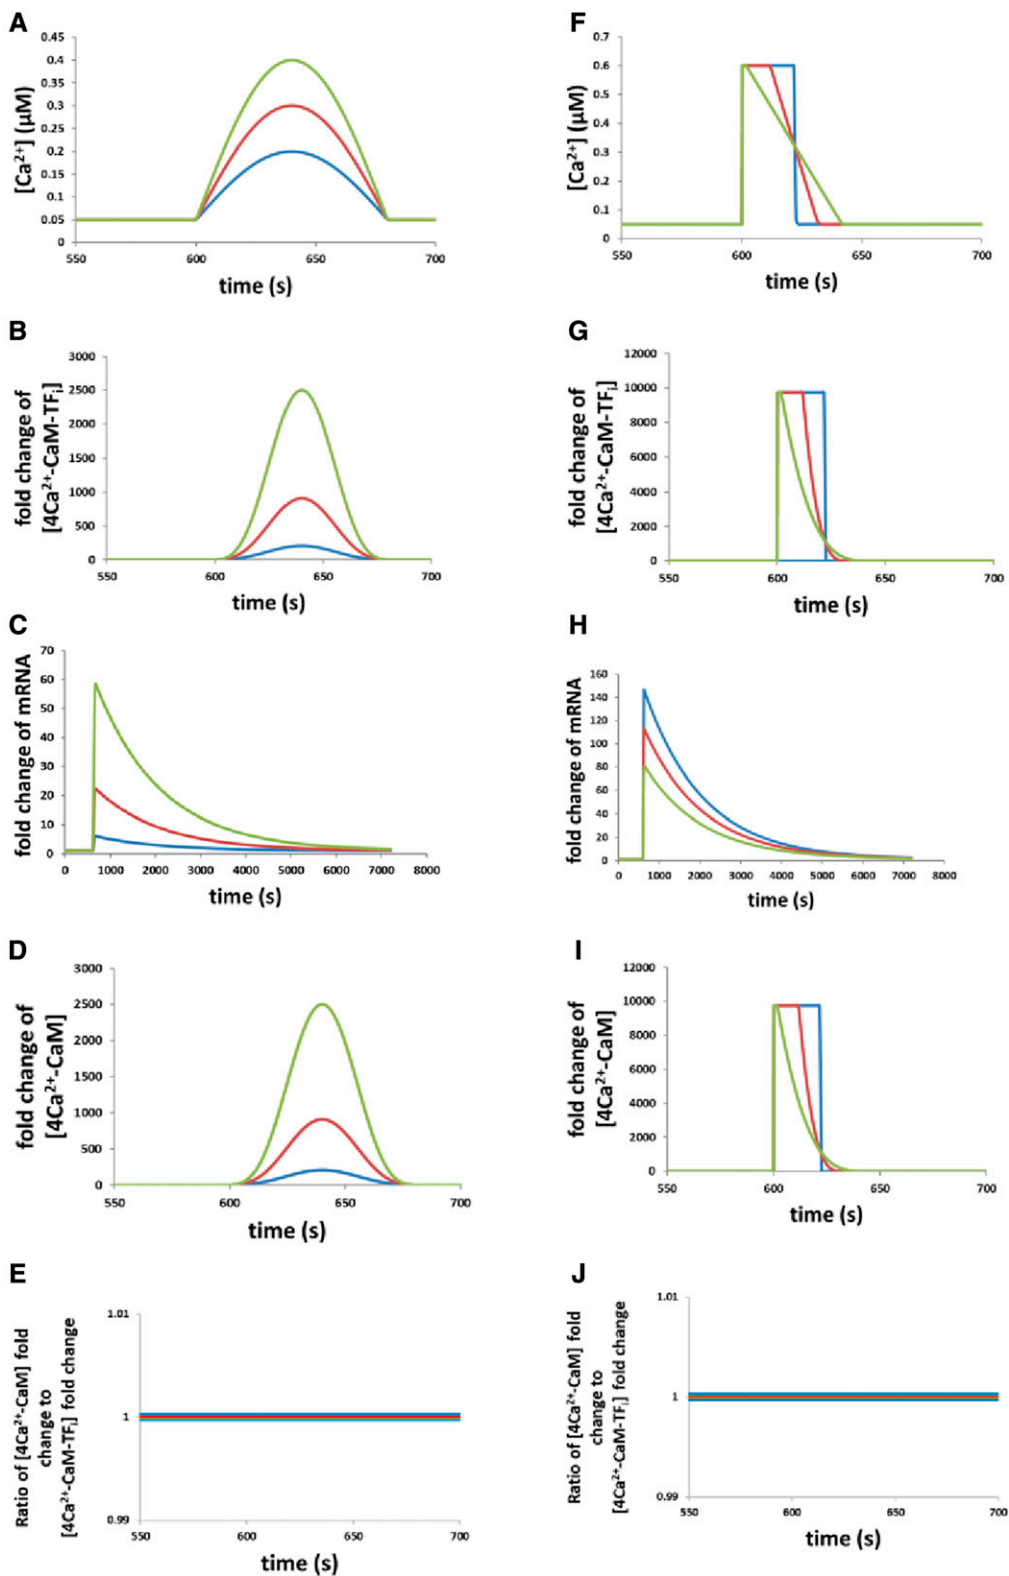 A
0.45
0.4
0.35
0.3
0.25
0.2
0.15
0.1
0.05
0
[Ca²⁺] (μM)
550 600 650 700
time (s)
F
0.7
0.6
0.5
0.4
0.3
0.2
0.1
0
[Ca²⁺] (μM)
550 600 650 700
time (s)
B
3000
2500
2000
1500
1000
500
0
fold change of
[4Ca²⁺-CaM-TFᵢ]
550 600 650 700
time (s)
G
12000
10000
8000
6000
4000
2000
0
fold change of
[4Ca²⁺-CaM-TFᵢ]
550 600 650 700
time (s)
C
70
60
50
40
30
20
10
0
fold change of mRNA
0 1000 2000 3000 4000 5000 6000 7000 8000
time (s)
H
160
140
120
100
80
60
40
20
0
fold change of mRNA
0 1000 2000 3000 4000 5000 6000 7000 8000
time (s)
D
3000
2500
2000
1500
1000
500
0
fold change of
[4Ca²⁺-CaM]
550 600 650 700
time (s)
I
12000
10000
8000
6000
4000
2000
0
fold change of
[4Ca²⁺-CaM]
550 600 650 700
time (s)
E
1.01
1
0.99
Ratio of [4Ca²⁺-CaM] fold
change to
[4Ca²⁺-CaM-TFᵢ] fold change
550 600 650 700
time (s)
J
1.01
1
0.99
Ratio of [4Ca²⁺-CaM] fold
change to
[4Ca²⁺-CaM-TFᵢ] fold change
550 600 650 700
time (s)